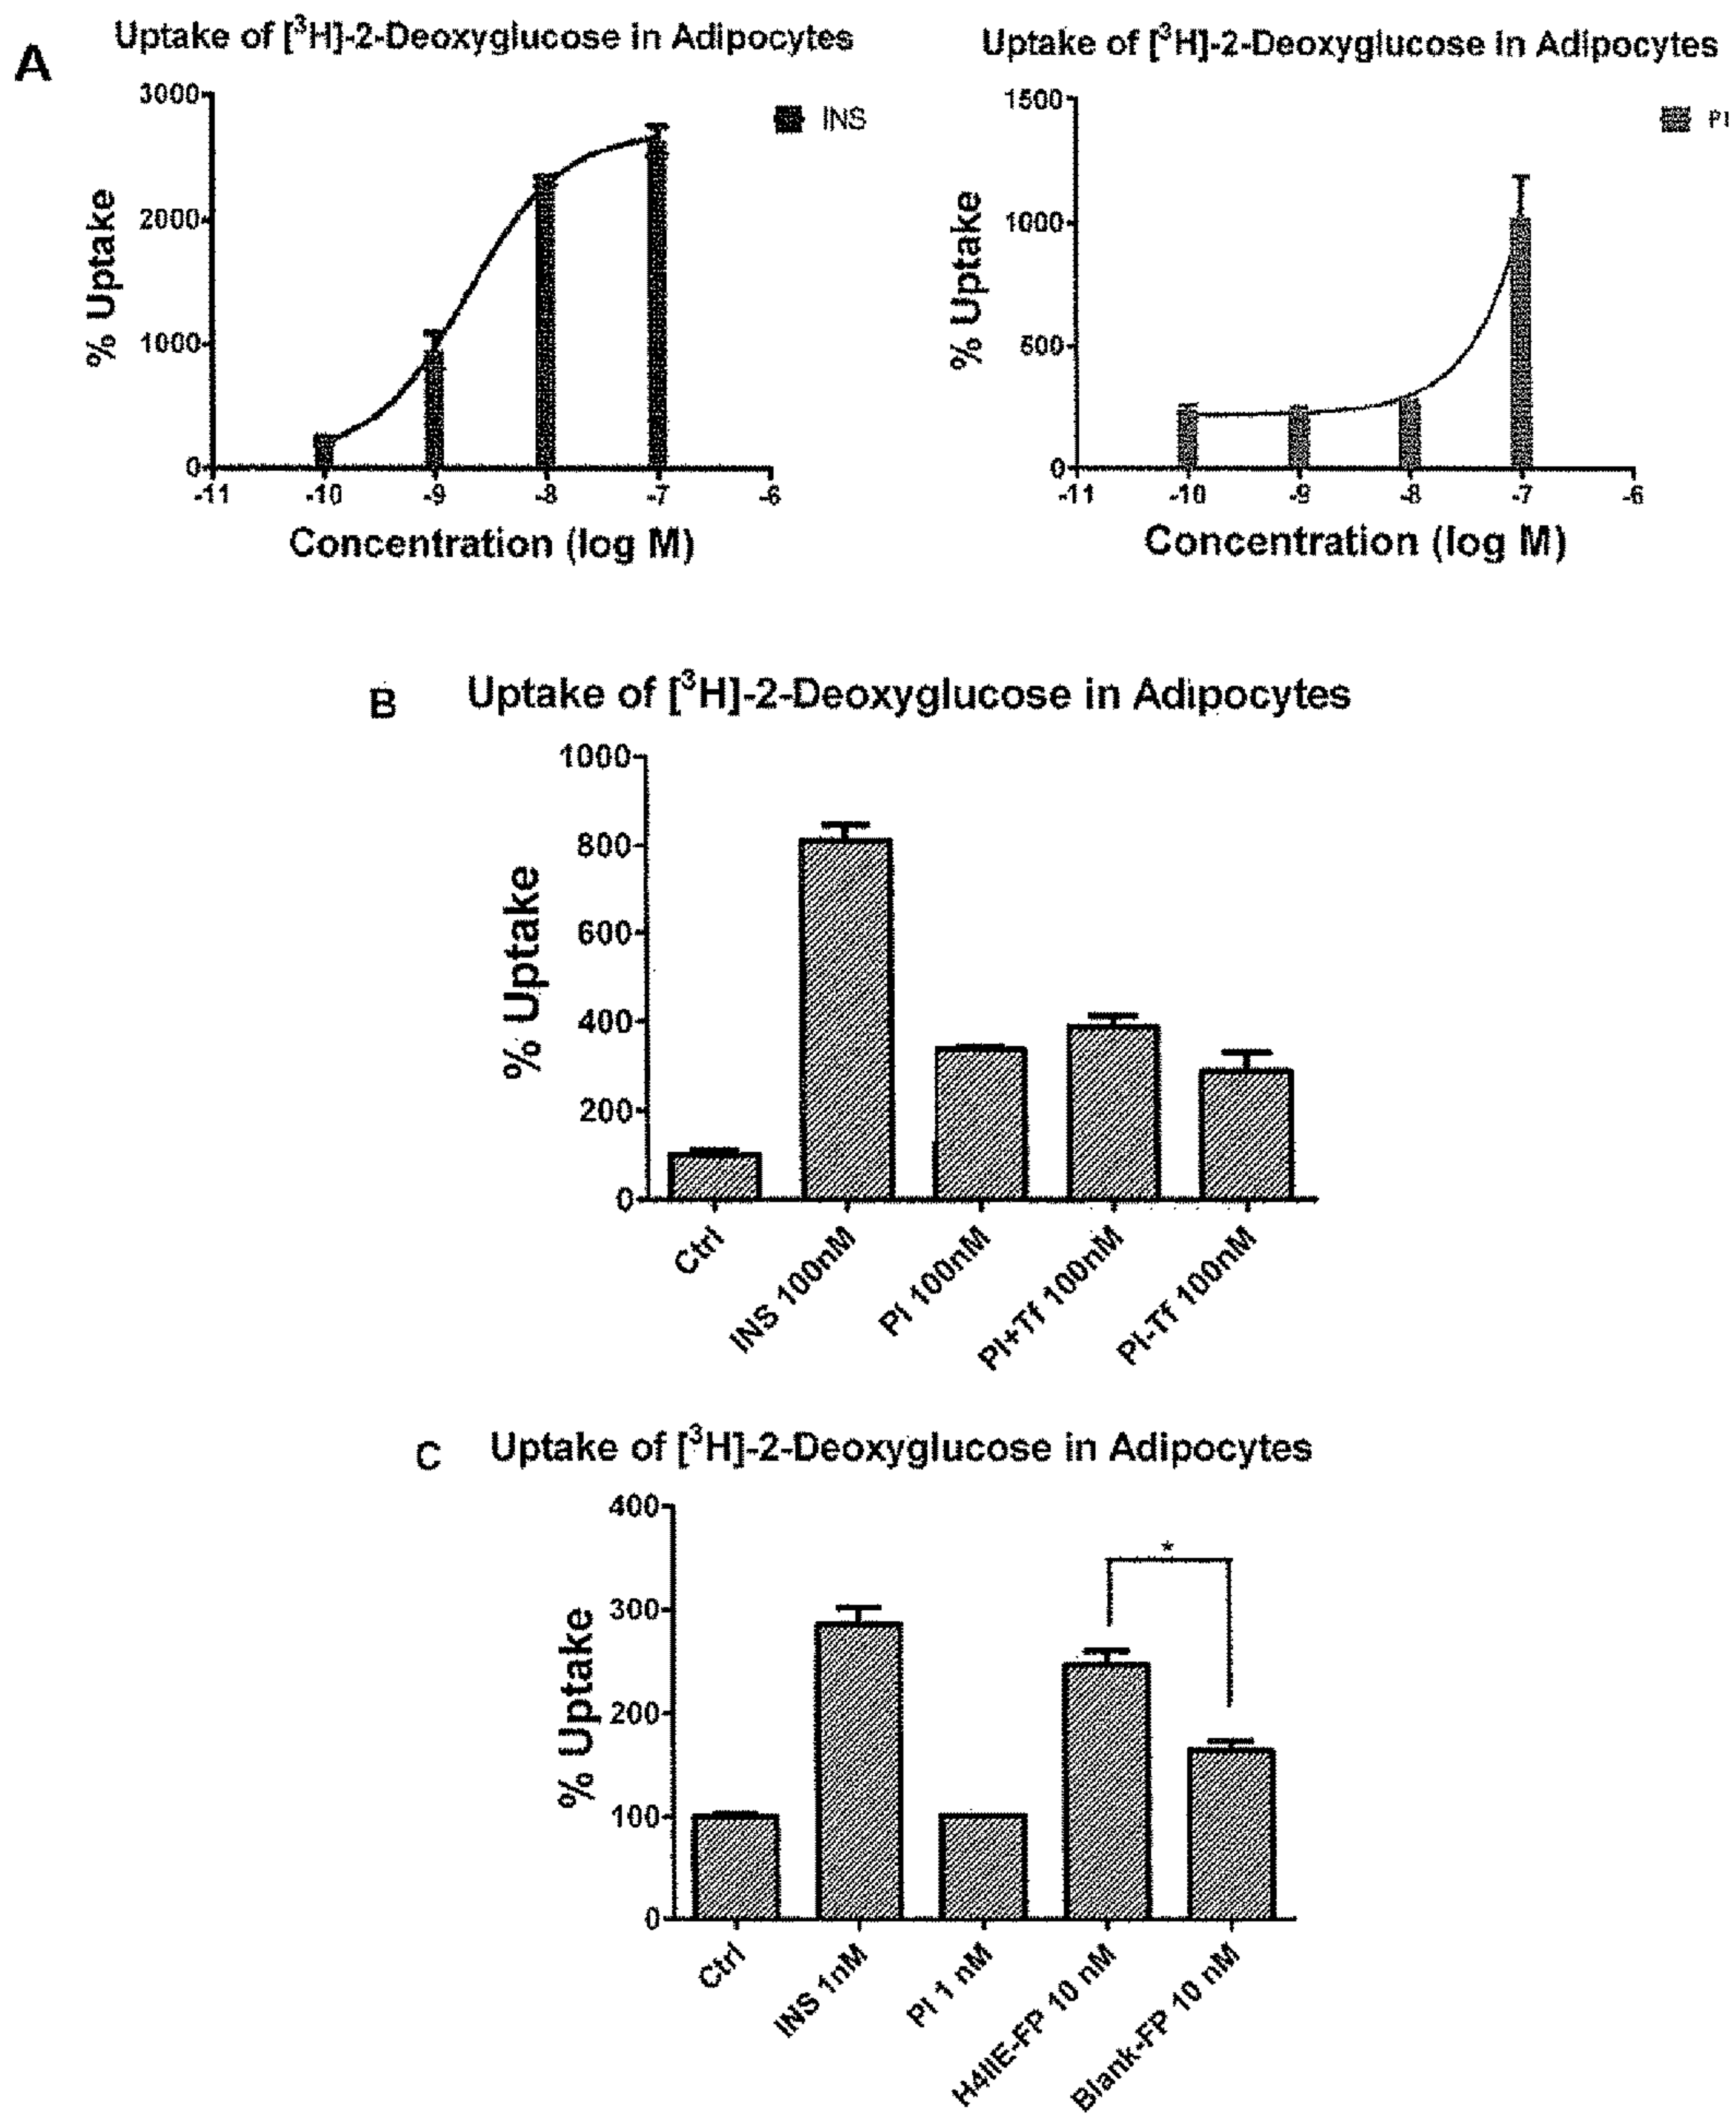 A
Uptake of [³H]-2-Deoxyglucose in Adipocytes
3000
2000
1000
0
% Uptake
INS
-11 -10 -9 -8 -7 -6
Concentration (log M)
Uptake of [³H]-2-Deoxyglucose in Adipocytes
1500
1000
500
0
% Uptake
PI
-11 -10 -9 -8 -7 -6
Concentration (log M)
B
Uptake of [³H]-2-Deoxyglucose in Adipocytes
1000
800
600
400
200
0
% Uptake
Ctrl
INS 100nM
PI 100nM
PI+Tf 100nM
PI-Tf 100nM
C
Uptake of [³H]-2-Deoxyglucose in Adipocytes
400
300
200
100
0
% Uptake
*
Ctrl
INS 1nM
PI 1 nM
H4IIE-FP 10 nM
Blank-FP 10 nM